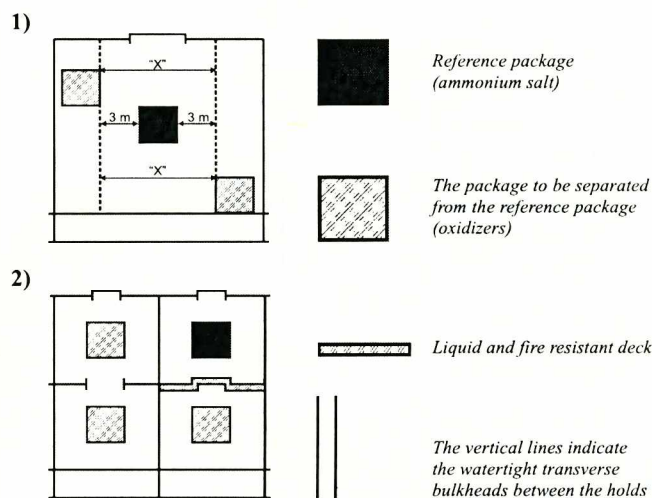 1)
"X"
3 m
3 m
"X"
Reference package
(ammonium salt)
The package to be separated
from the reference package
(oxidizers)
2)
Liquid and fire resistant deck
The vertical lines indicate
the watertight transverse
bulkheads between the holds